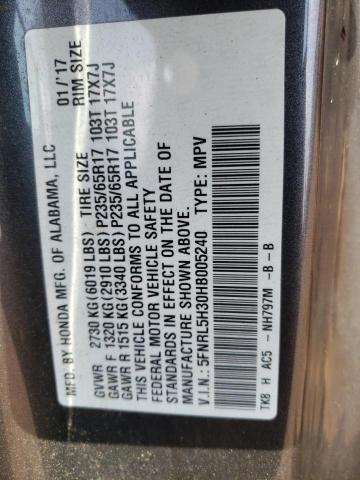 MFD. BY HONDA MFG. OF ALABAMA, LLC 01/'17
TIRE SIZE RIM SIZE
GVWR 2730 KG (6019 LBS)
GAWR F 1320 KG (2910 LBS) P235/65R17 103T 17X7J
GAWR R 1515 KG (3340 LBS) P235/65R17 103T 17X7J
THIS VEHICLE CONFORMS TO ALL APPLICABLE
FEDERAL MOTOR VEHICLE SAFETY
STANDARDS IN EFFECT ON THE DATE OF
MANUFACTURE SHOWN ABOVE.
V.I.N.: 5FNRL5H30HB005240 TYPE: MPV
TK8 H AC5 - NH797M -B -B